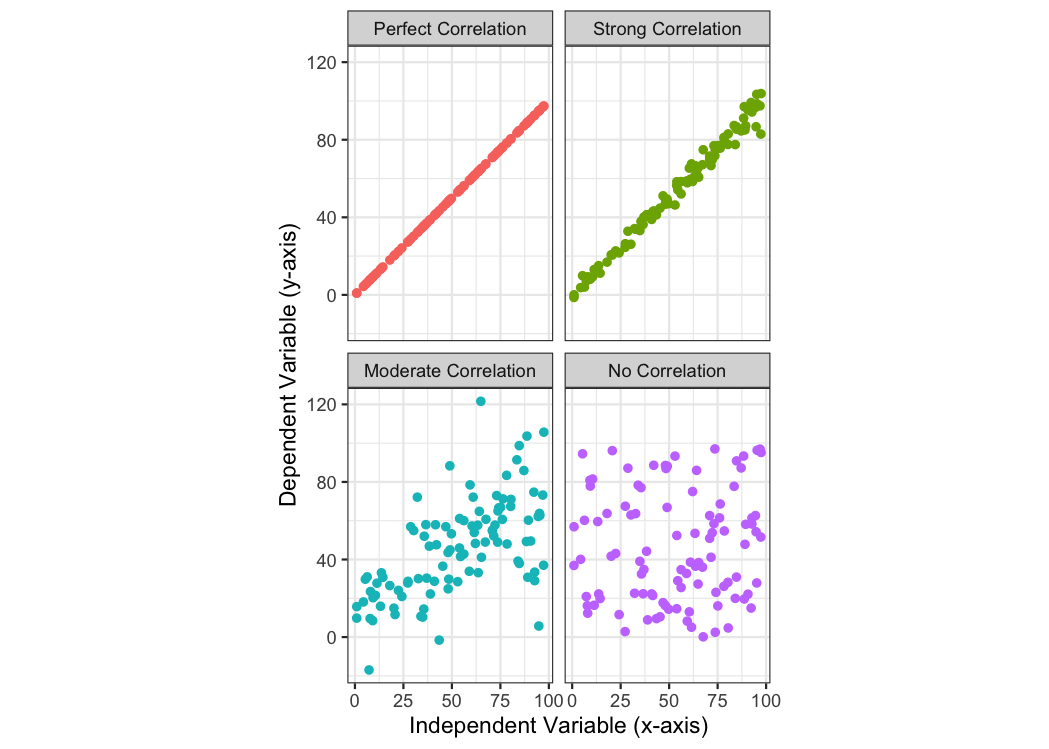 Perfect Correlation
Strong Correlation
120
80
40
0
Moderate Correlation
No Correlation
120
80
40
0
0 25 50 75 100
0 25 50 75 100
Independent Variable (x-axis)
Dependent Variable (y-axis)